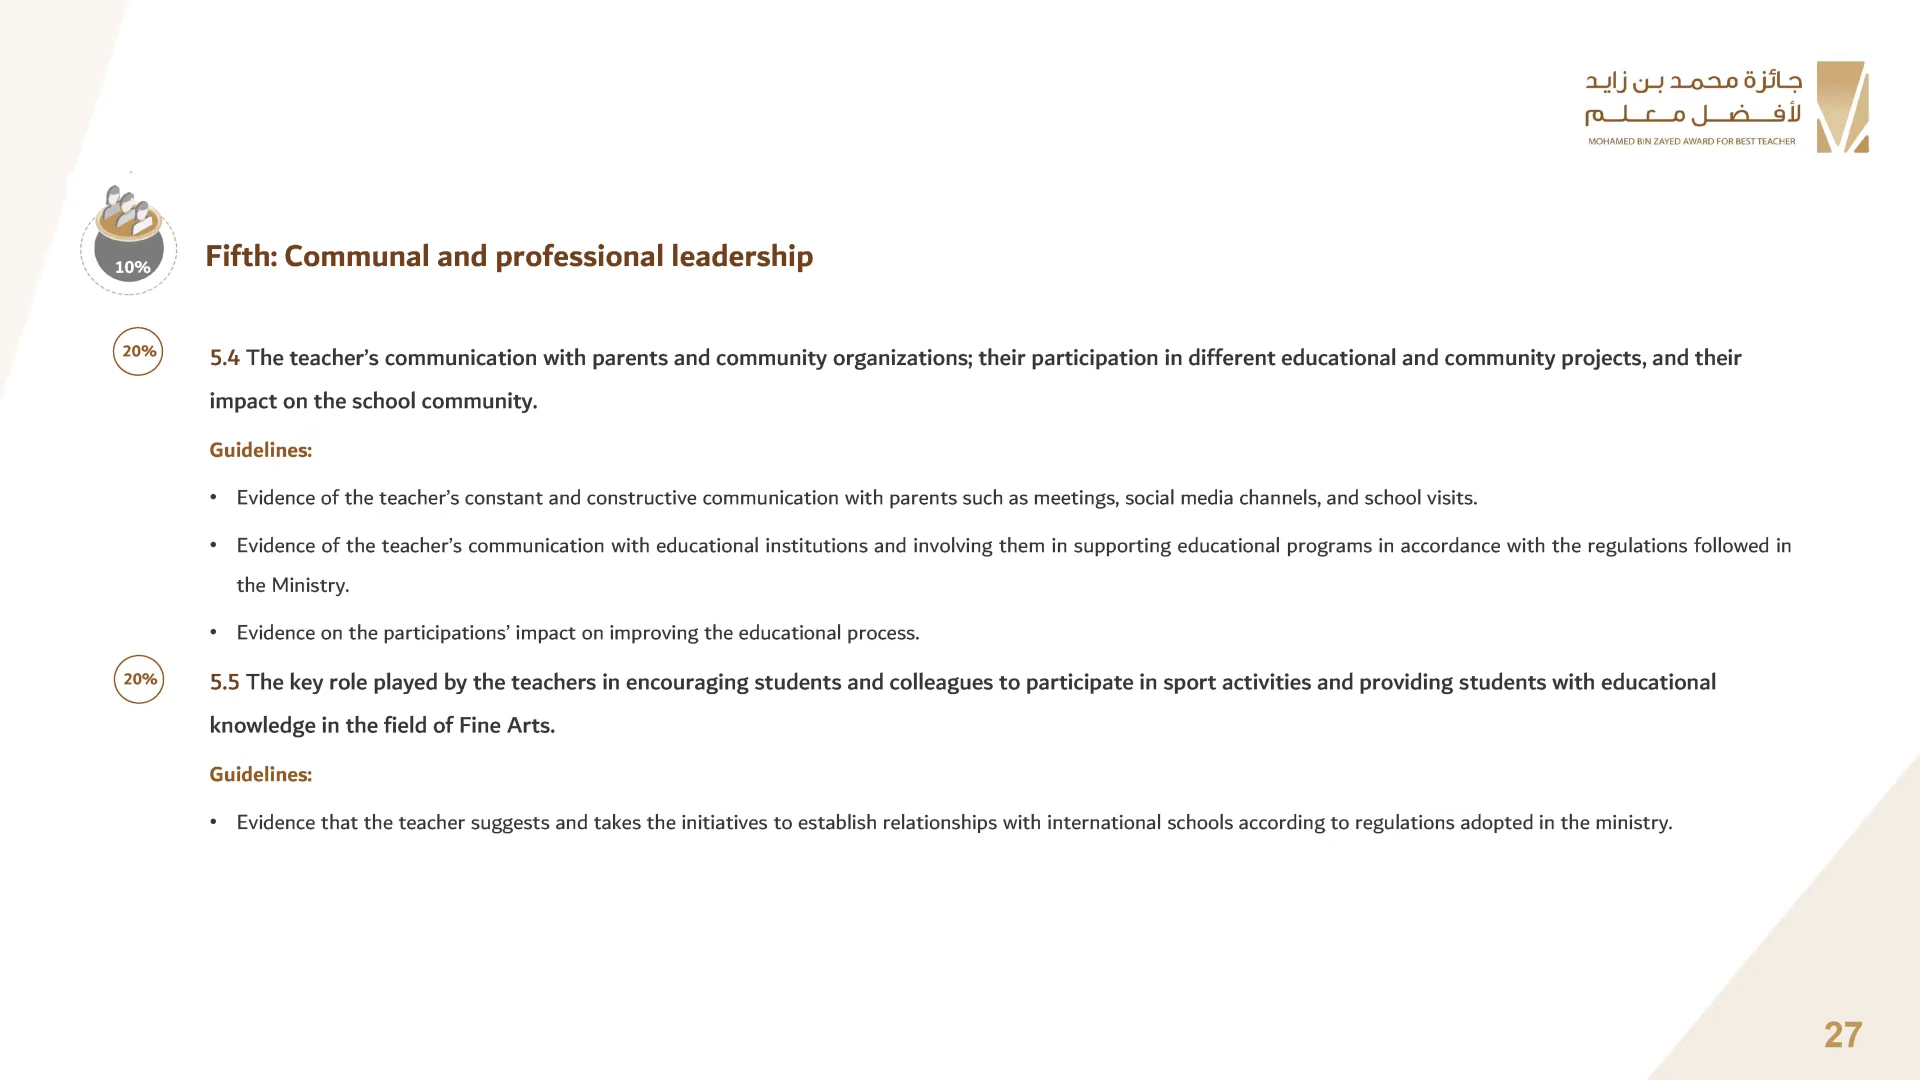 جائزة محمد بن زايد
لأفضل معلم
MOHAMED BIN ZAYED AWARD FOR BEST TEACHER
10%
Fifth: Communal and professional leadership
20%
5.4 The teacher’s communication with parents and community organizations; their participation in different educational and community projects, and their
impact on the school community.
Guidelines:
• Evidence of the teacher’s constant and constructive communication with parents such as meetings, social media channels, and school visits.
• Evidence of the teacher’s communication with educational institutions and involving them in supporting educational programs in accordance with the regulations followed in
the Ministry.
• Evidence on the participations’ impact on improving the educational process.
20%
5.5 The key role played by the teachers in encouraging students and colleagues to participate in sport activities and providing students with educational
knowledge in the field of Fine Arts.
Guidelines:
• Evidence that the teacher suggests and takes the initiatives to establish relationships with international schools according to regulations adopted in the ministry.
27